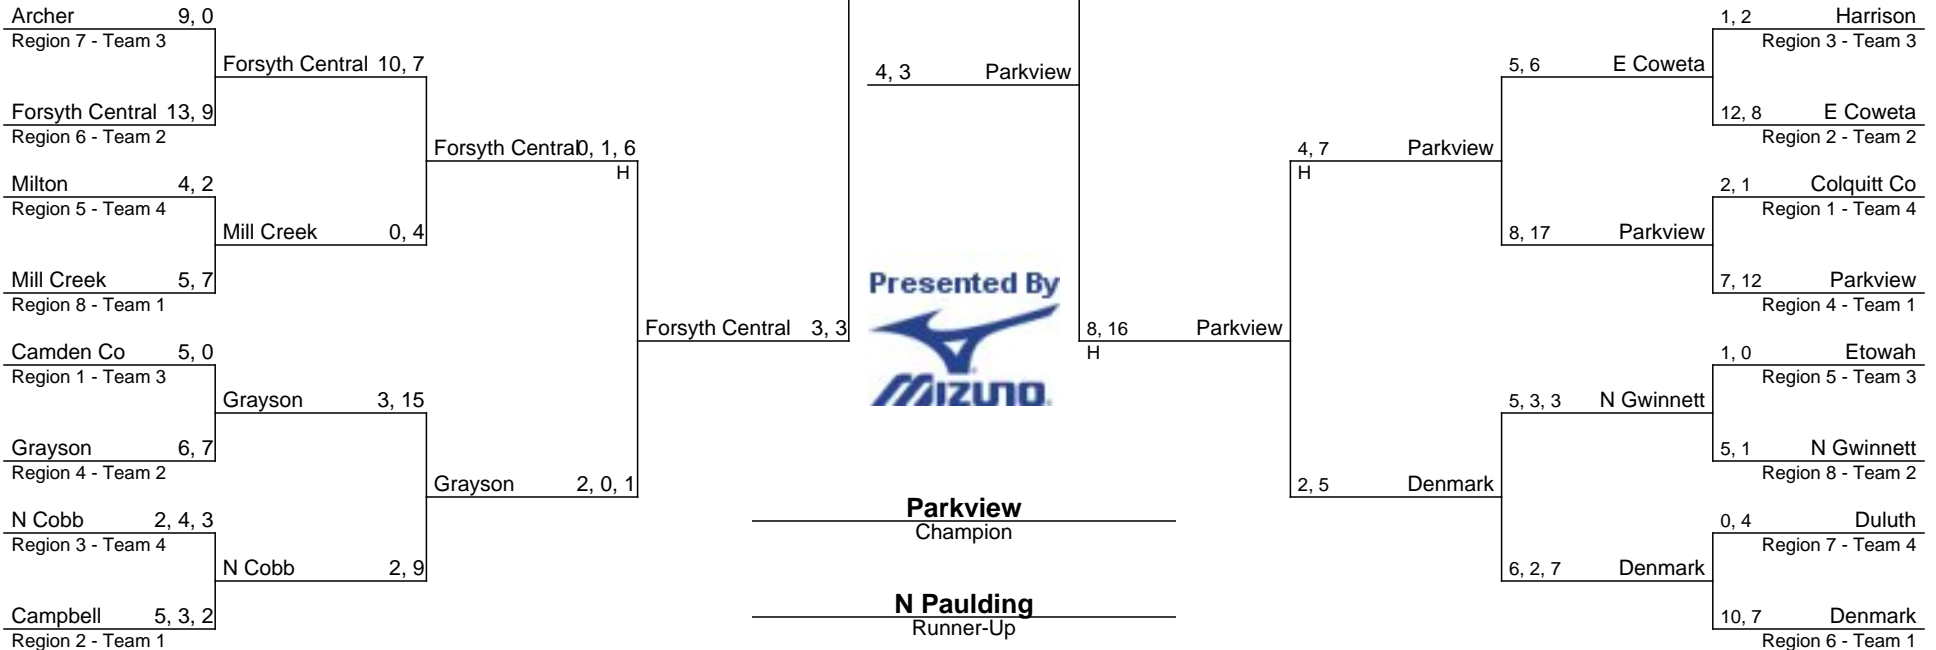 Archer 9, 0
Region 7 - Team 3
Forsyth Central 10, 7
Forsyth Central 13, 9
Region 6 - Team 2
Forsyth Central 0, 1, 6
H
Milton 4, 2
Region 5 - Team 4
Mill Creek 0, 4
Mill Creek 5, 7
Region 8 - Team 1
Forsyth Central 3, 3
Camden Co 5, 0
Region 1 - Team 3
Grayson 3, 15
Grayson 6, 7
Region 4 - Team 2
Grayson 2, 0, 1
N Cobb 2, 4, 3
Region 3 - Team 4
N Cobb 2, 9
Campbell 5, 3, 2
Region 2 - Team 1
4, 3 Parkview
Presented By
MIZUNO
Parkview
Champion
N Paulding
Runner-Up
8, 16 Parkview
H
4, 7 Parkview
H
2, 5 Denmark
5, 6 E Coweta
8, 17 Parkview
5, 3, 3 N Gwinnett
6, 2, 7 Denmark
1, 2 Harrison
Region 3 - Team 3
12, 8 E Coweta
Region 2 - Team 2
2, 1 Colquitt Co
Region 1 - Team 4
7, 12 Parkview
Region 4 - Team 1
1, 0 Etowah
Region 5 - Team 3
5, 1 N Gwinnett
Region 8 - Team 2
0, 4 Duluth
Region 7 - Team 4
10, 7 Denmark
Region 6 - Team 1